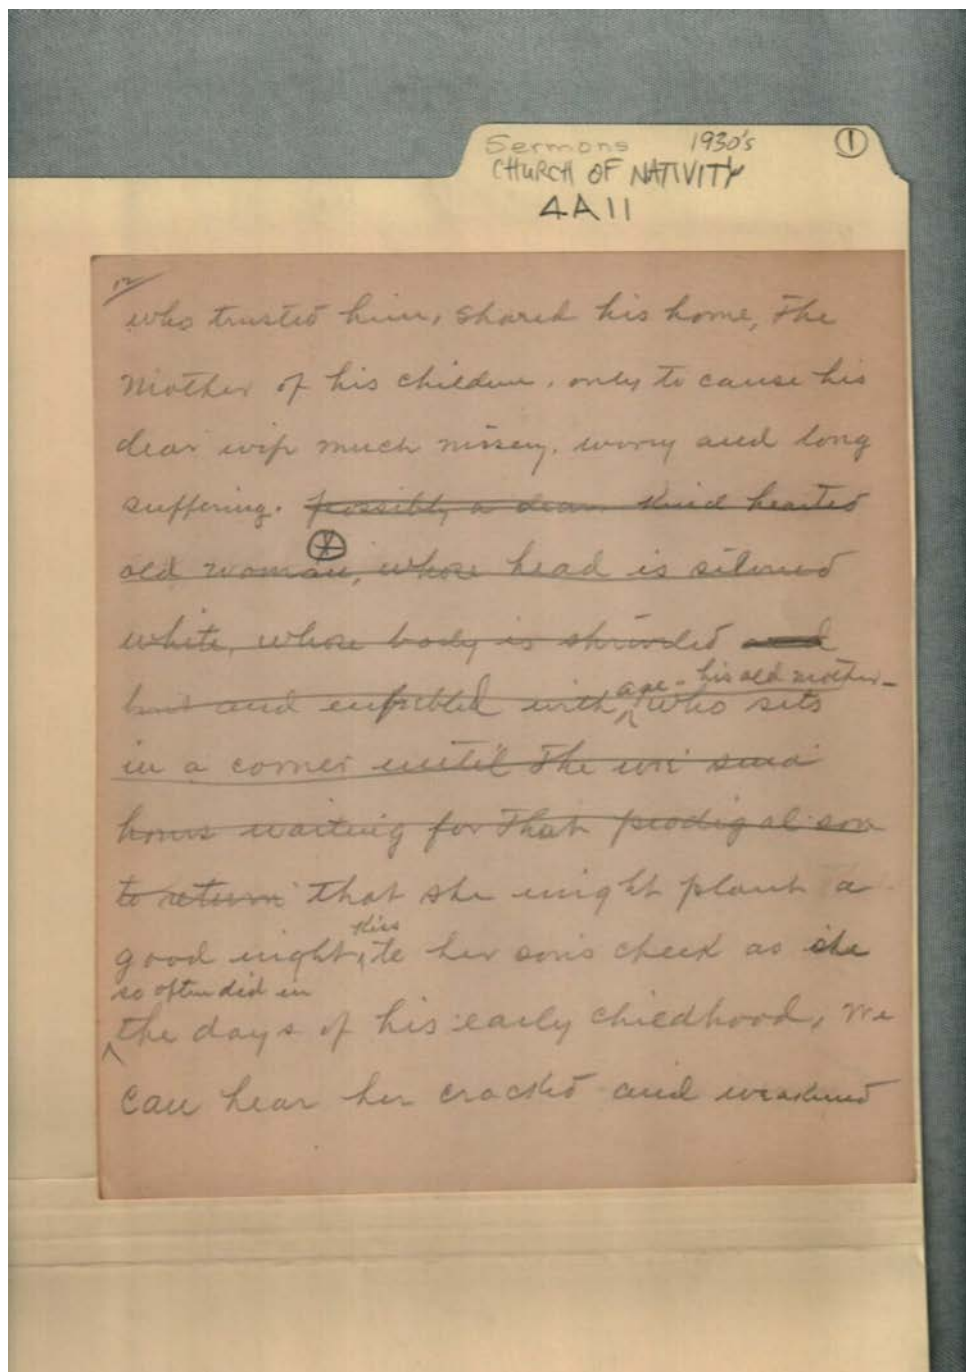 Sermons 1930's ①
CHURCH OF NATIVITY
4A11
12
who trusted him, shared his home, The
Mother of his children, only to cause his
dear wife much missery, worry and long
suffering. possibly a dear kind hearted
old woman, whose head is silvered
white, whose body is shriveled and
bent and enfeebled with age - his old mother - who sits
in a corner until The wee small
hours waiting for That prodigal son
to return that she might plant a
good night kiss to her son's cheek as she
so often did in
the days of his early childhood, We
can hear her cracked and weakened